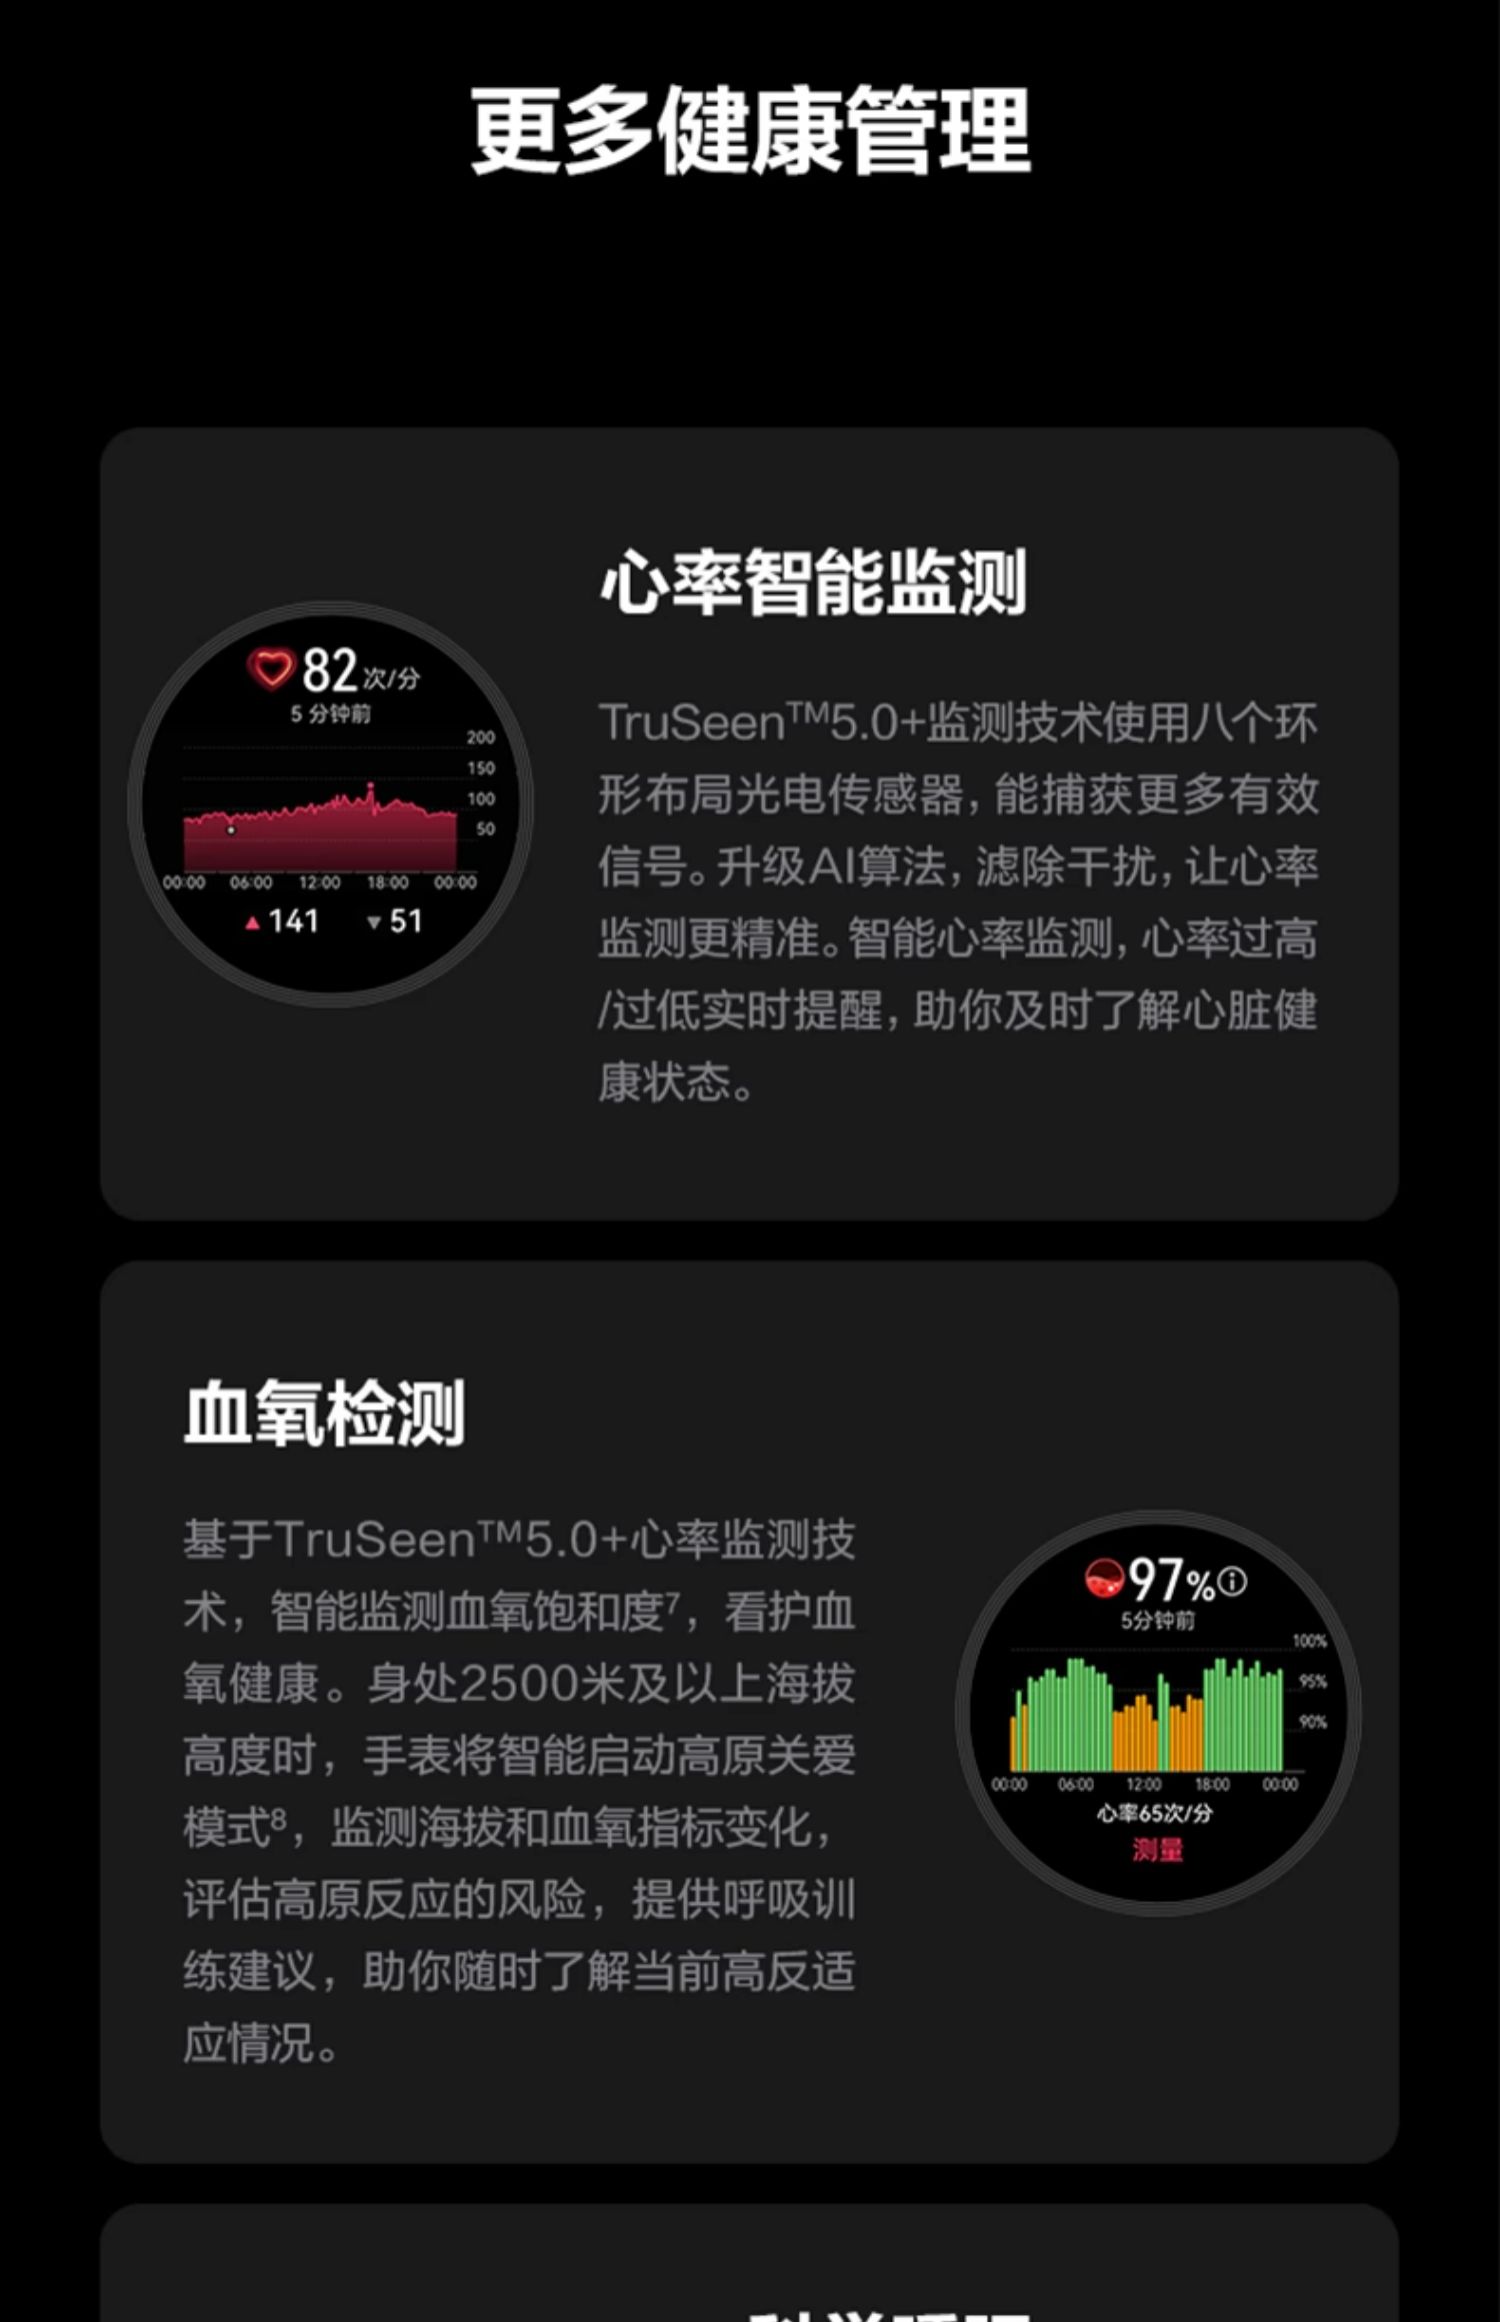 更多健康管理
心率智能监测
82次/分
5 分钟前
200
150
100
50
00:00 06:00 12:00 18:00 00:00
▲ 141 ▼ 51
TruSeen™5.0+监测技术使用八个环
形布局光电传感器，能捕获更多有效
信号。升级AI算法，滤除干扰，让心率
监测更精准。智能心率监测，心率过高
/过低实时提醒，助你及时了解心脏健
康状态。
血氧检测
基于TruSeen™5.0+心率监测技
术，智能监测血氧饱和度⁷，看护血
氧健康。身处2500米及以上海拔
高度时，手表将智能启动高原关爱
模式⁸，监测海拔和血氧指标变化，
评估高原反应的风险，提供呼吸训
练建议，助你随时了解当前高反适
应情况。
97%
5分钟前
100%
95%
90%
00:00 06:00 12:00 18:00 00:00
心率65次/分
测量